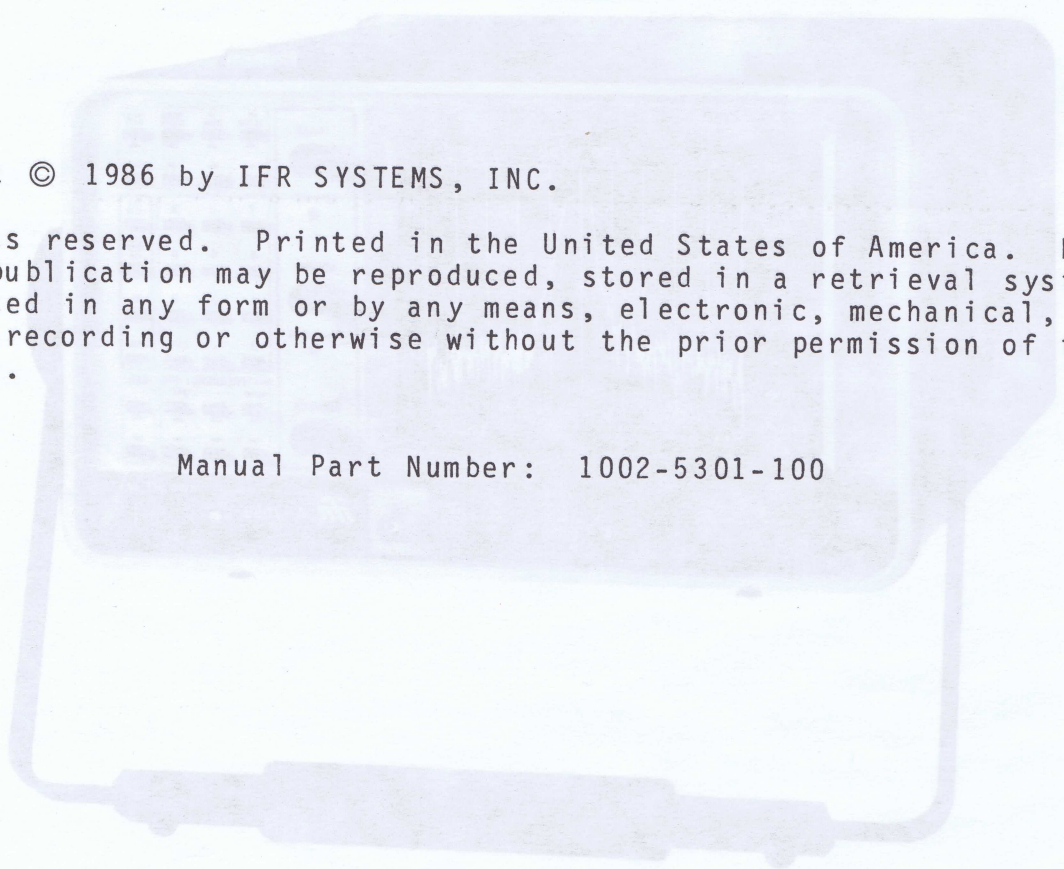 © 1986 by IFR SYSTEMS, INC.
s reserved. Printed in the United States of America.
publication may be reproduced, stored in a retrieval sys
ed in any form or by any means, electronic, mechanical,
recording or otherwise without the prior permission of
.
Manual Part Number: 1002-5301-100